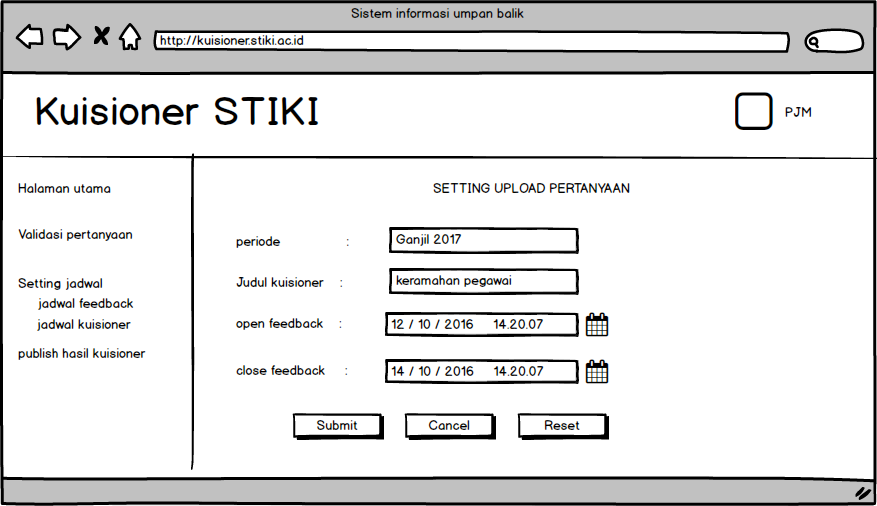 Sistem informasi umpan balik
http://kuisioner.stiki.ac.id
Kuisioner STIKI
PJM
Halaman utama
Validasi pertanyaan
Setting jadwal
jadwal feedback
jadwal kuisioner
publish hasil kuisioner
SETTING UPLOAD PERTANYAAN
periode : Ganjil 2017
Judul kuisioner : keramahan pegawai
open feedback : 12 / 10 / 2016 14.20.07
close feedback : 14 / 10 / 2016 14.20.07
Submit Cancel Reset